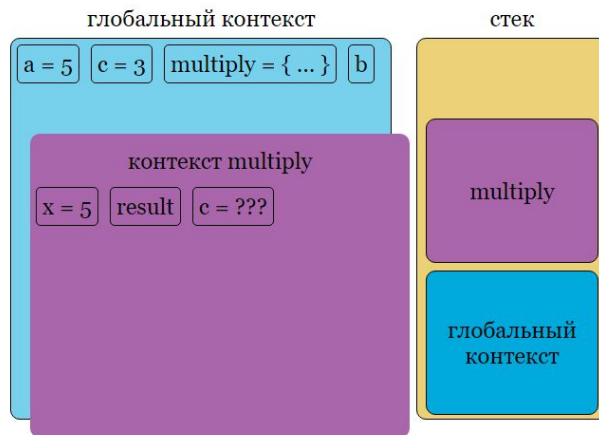 глобальный контекст
a = 5 c = 3 multiply = { ... } b
контекст multiply
x = 5 result c = ???
стек
multiply
глобальный
контекст